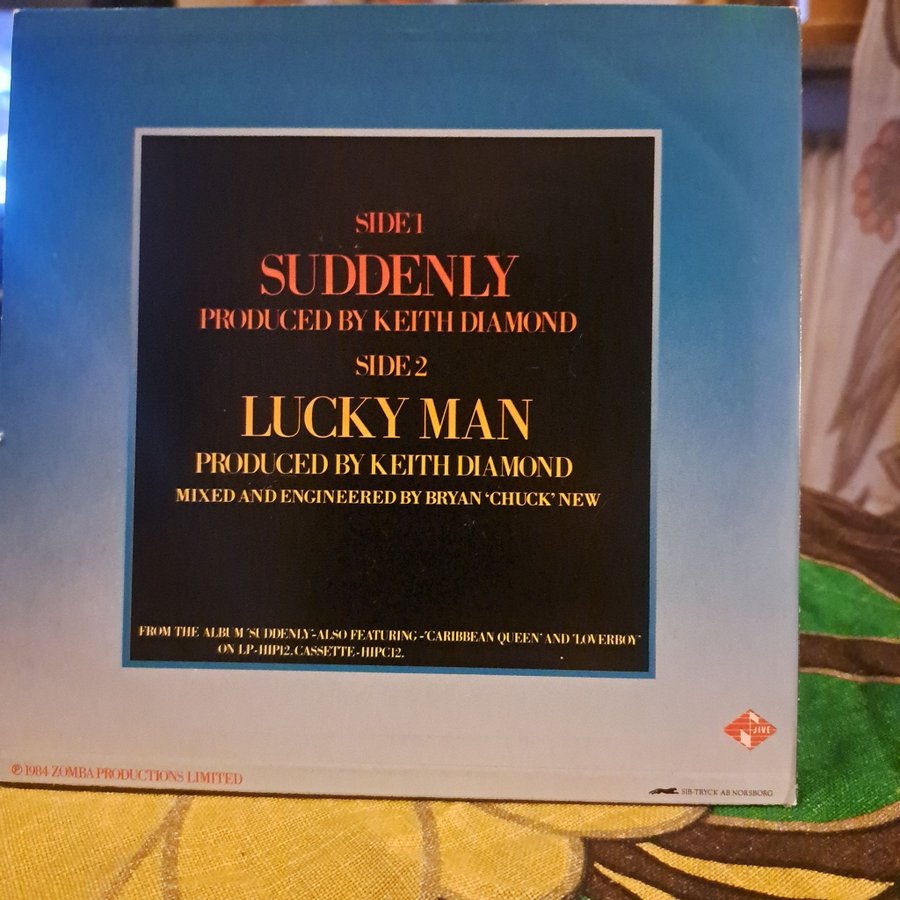 SIDE 1
SUDDENLY
PRODUCED BY KEITH DIAMOND
SIDE 2
LUCKY MAN
PRODUCED BY KEITH DIAMOND
MIXED AND ENGINEERED BY BRYAN ‘CHUCK’ NEW
FROM THE ALBUM ‘SUDDENLY’-ALSO FEATURING-‘CARIBBEAN QUEEN’ AND ‘LOVERBOY’
ON LP-HIP12. CASSETTE-HIPC12.
JIVE
℗ 1984 ZOMBA PRODUCTIONS LIMITED
SIB-TRYCK AB NORSBORG